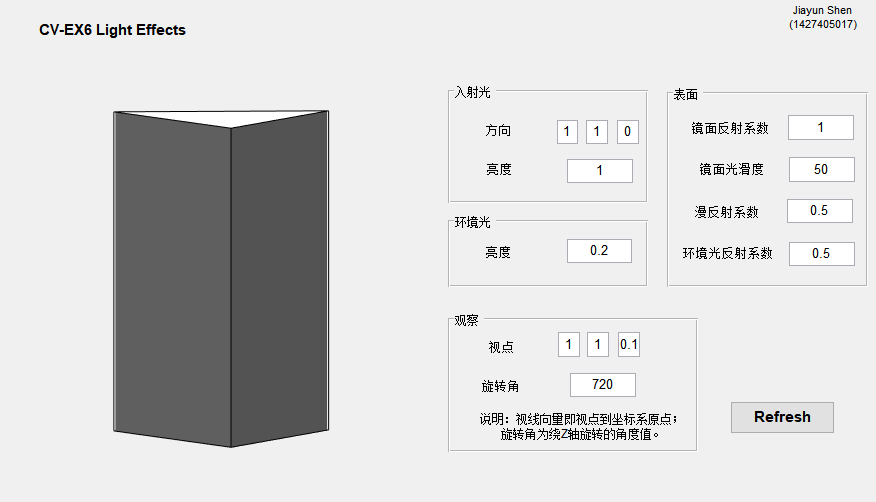 CV-EX6 Light Effects
Jiayun Shen
(1427405017)
入射光
方向 1 1 0
亮度 1
环境光
亮度 0.2
表面
镜面反射系数 1
镜面光滑度 50
漫反射系数 0.5
环境光反射系数 0.5
观察
视点 1 1 0.1
旋转角 720
说明：视线向量即视点到坐标系原点；
旋转角为绕Z轴旋转的角度值。
Refresh